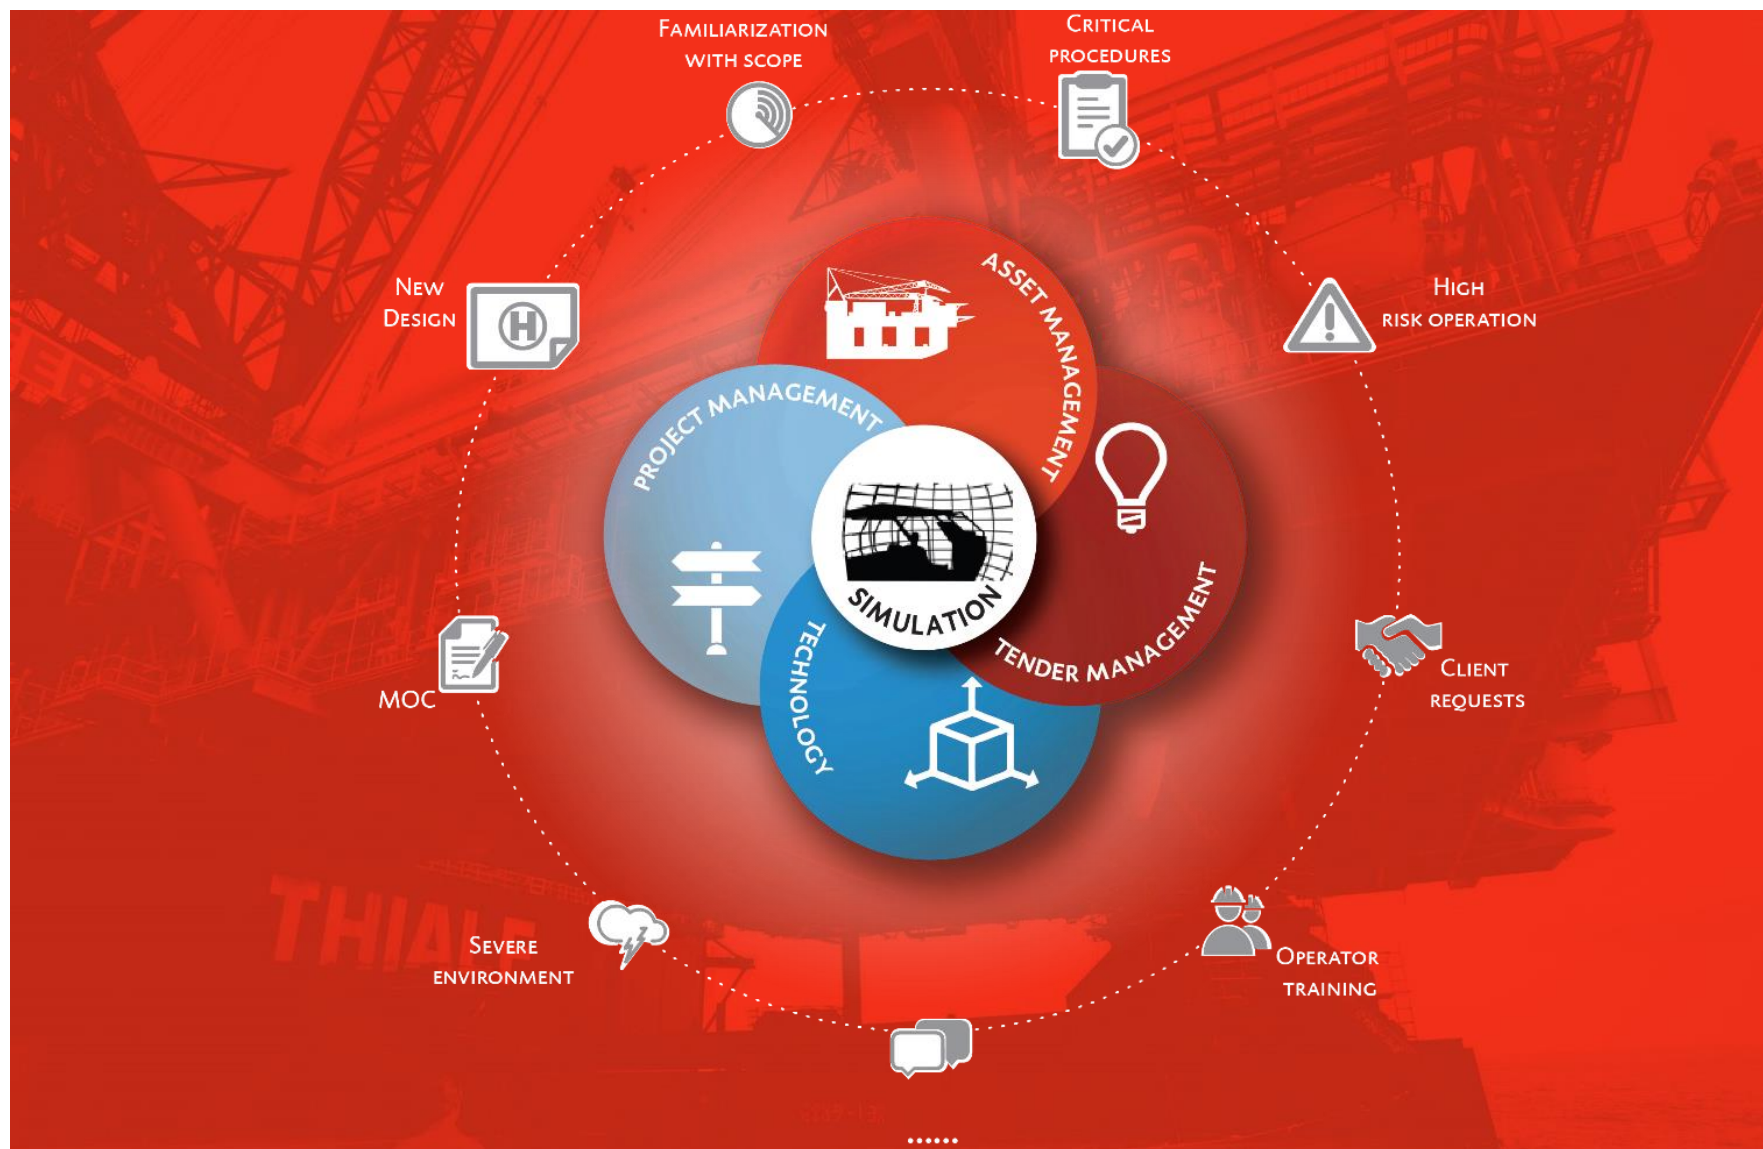 Familiarization
with scope
Critical
procedures
New
Design
High
risk operation
ASSET MANAGEMENT
PROJECT MANAGEMENT
SIMULATION
TENDER MANAGEMENT
TECHNOLOGY
MOC
Client
requests
Severe
environment
Operator
training
THIALF
......